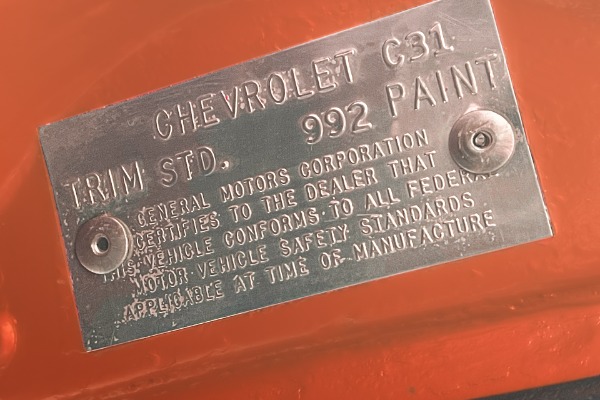 CHEVROLET C31
TRIM STD. 992 PAINT
GENERAL MOTORS CORPORATION
CERTIFIES TO THE DEALER THAT
THIS VEHICLE CONFORMS TO ALL FEDERAL
MOTOR VEHICLE SAFETY STANDARDS
APPLICABLE AT TIME OF MANUFACTURE